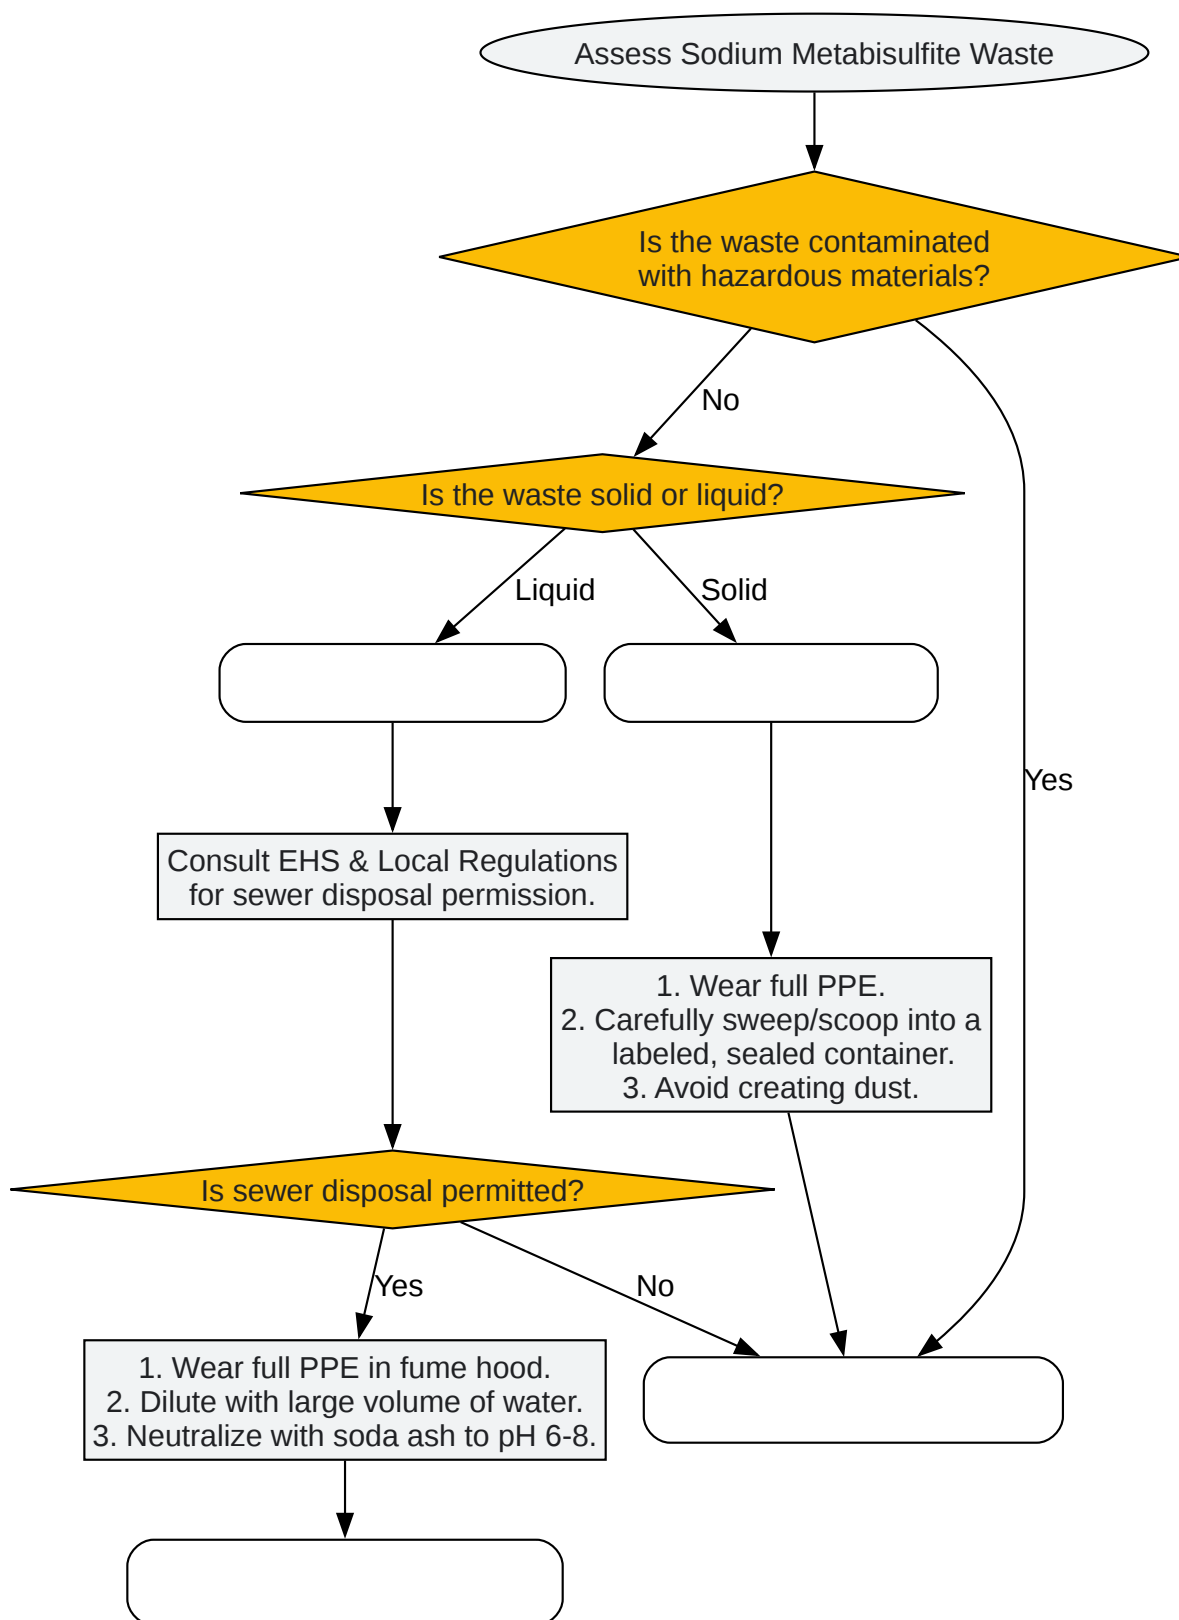 Assess Sodium Metabisulfite Waste
Is the waste contaminated
with hazardous materials?
No
Is the waste solid or liquid?
Liquid
Solid
Yes
Consult EHS & Local Regulations
for sewer disposal permission.
1. Wear full PPE.
2. Carefully sweep/scoop into a
labeled, sealed container.
3. Avoid creating dust.
Is sewer disposal permitted?
Yes
No
1. Wear full PPE in fume hood.
2. Dilute with large volume of water.
3. Neutralize with soda ash to pH 6-8.